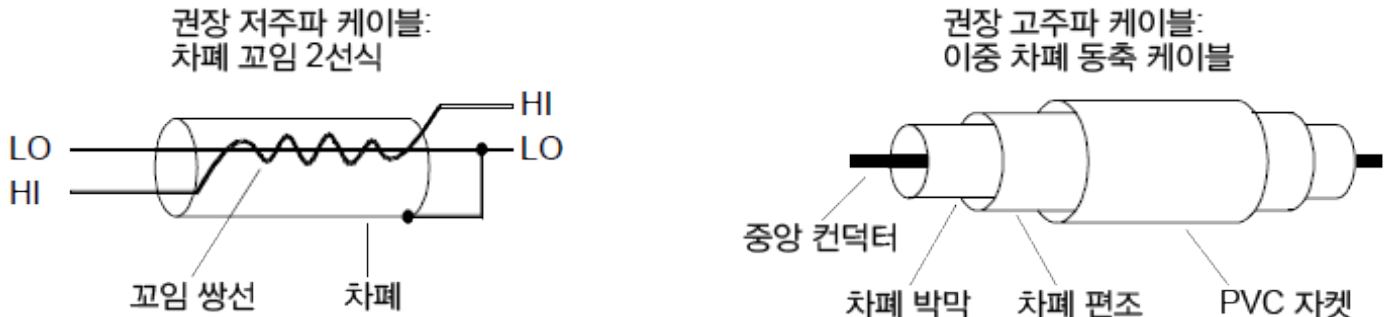 권장 저주파 케이블:
차폐 꼬임 2선식
HI
LO
LO
HI
꼬임 쌍선
차폐
권장 고주파 케이블:
이중 차폐 동축 케이블
중앙 컨덕터
차폐 박막
차폐 편조
PVC 자켓